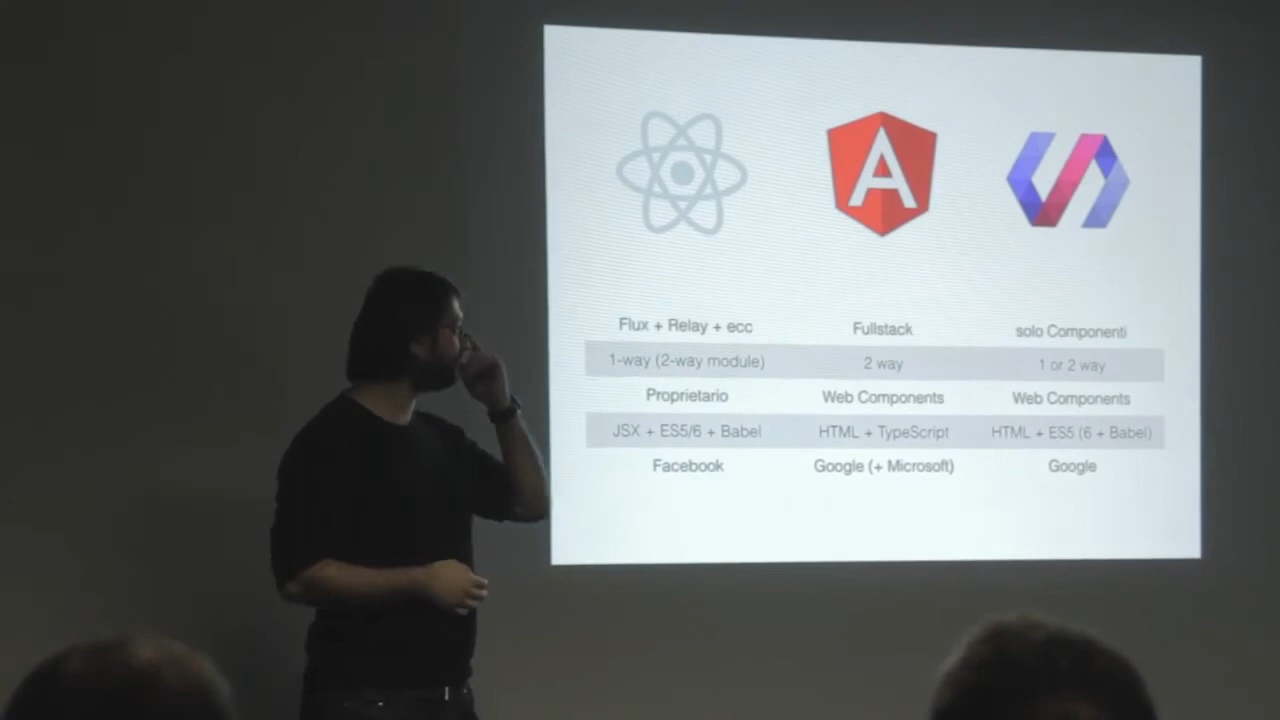 A
Flux + Relay + ecc Fullstack solo Componenti
1-way (2-way module) 2 way 1 or 2 way
Proprietario Web Components Web Components
JSX + ES5/6 + Babel HTML + TypeScript HTML + ES5 (6 + Babel)
Facebook Google (+ Microsoft) Google